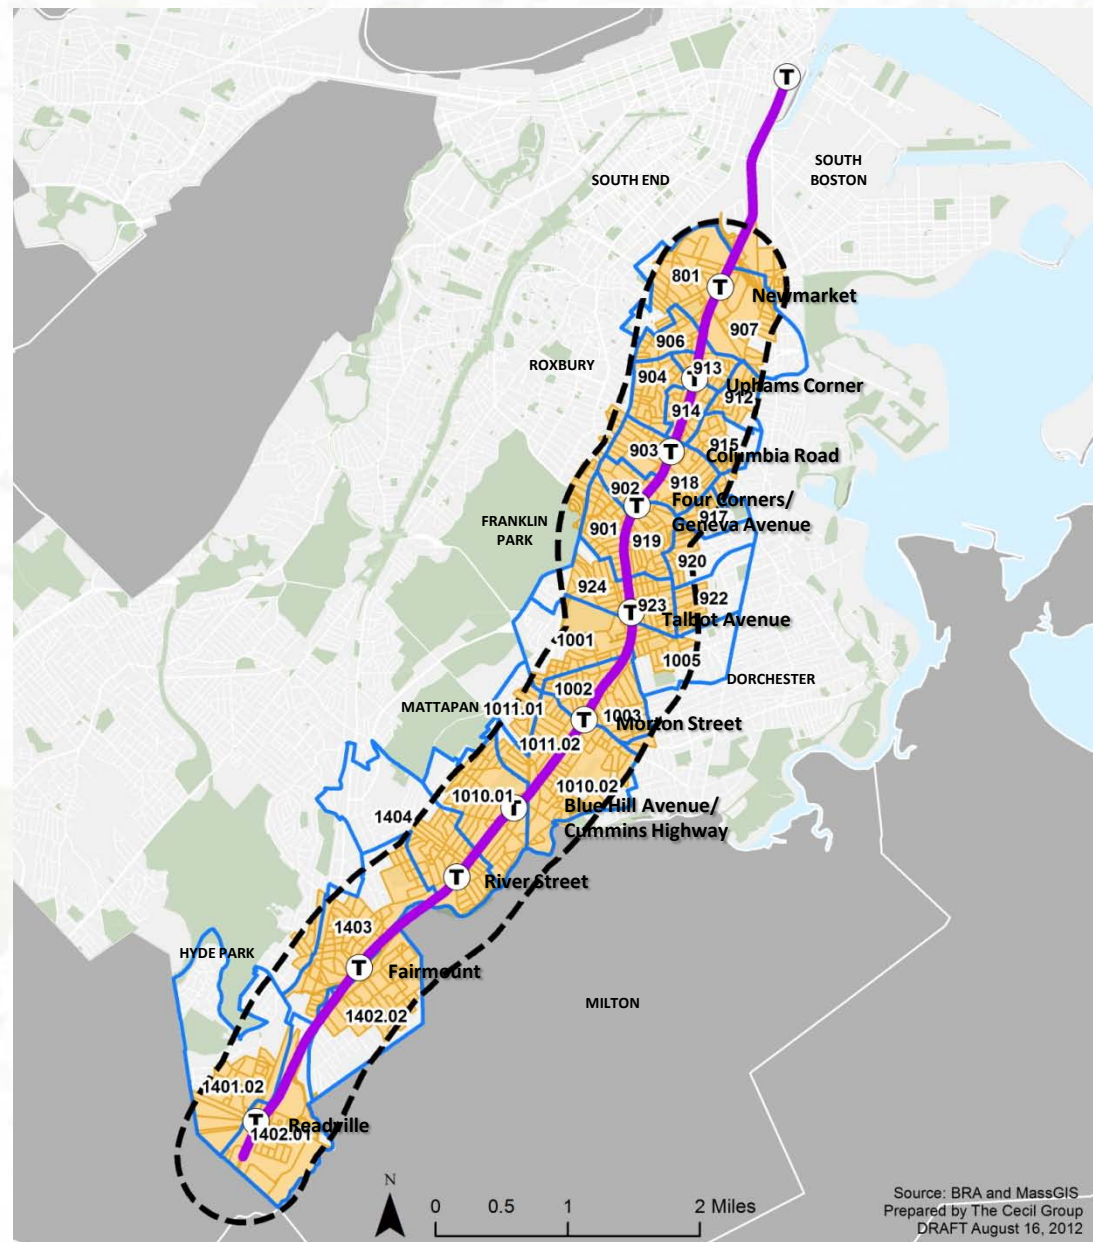 T
SOUTH
BOSTON
SOUTH END
801
T
Newmarket
907
906
ROXBURY
913
904
T
Uphams Corner
912
914
915
903
T
Columbia Road
918
902
T
Four Corners/
Geneva Avenue
917
FRANKLIN
PARK
901
919
920
924
922
923
T
Talbot Avenue
1001
1005
DORCHESTER
1002
MATTAPAN
1011.01
1003
T
Morton Street
1011.02
1010.02
1010.01
T
Blue Hill Avenue/
Cummins Highway
1404
T
River Street
1403
HYDE PARK
T
Fairmount
MILTON
1402.02
1401.02
T
Readville
1402.01
N
0 0.5 1 2 Miles
Source: BRA and MassGIS
Prepared by The Cecil Group
DRAFT August 16, 2012